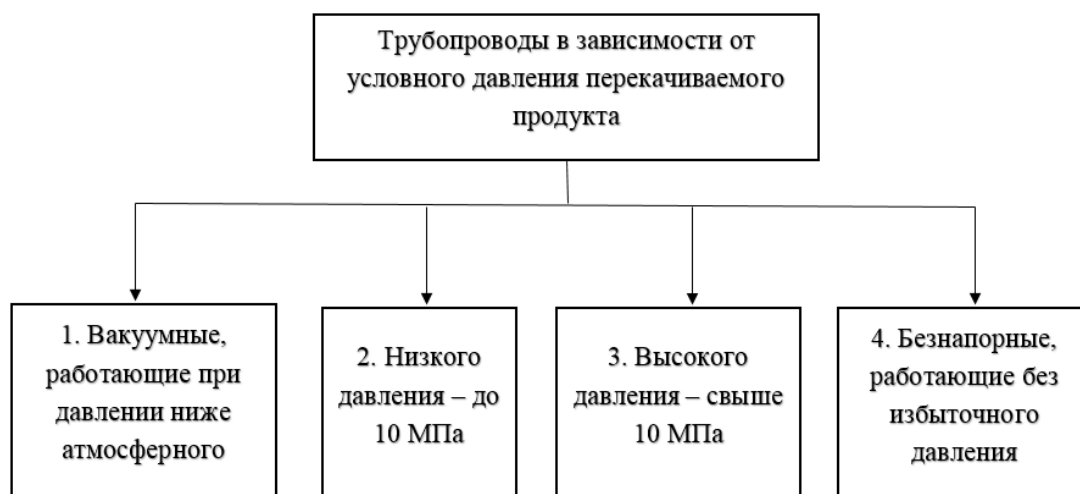 Трубопроводы в зависимости от
условного давления перекачиваемого
продукта
1. Вакуумные,
работающие при
давлении ниже
атмосферного
2. Низкого
давления – до
10 МПа
3. Высокого
давления – свыше
10 МПа
4. Безнапорные,
работающие без
избыточного
давления